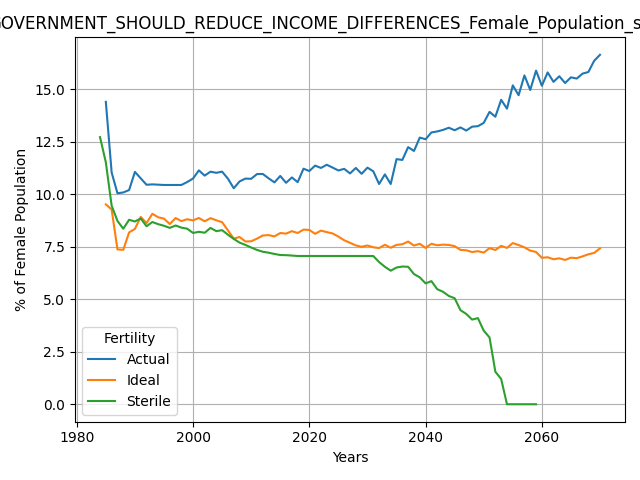 GOVERNMENT_SHOULD_REDUCE_INCOME_DIFFERENCES_Female_Population_s
15.0
12.5
10.0
7.5
5.0
2.5
0.0
% of Female Population
Fertility
Actual
Ideal
Sterile
1980
2000
2020
2040
2060
Years